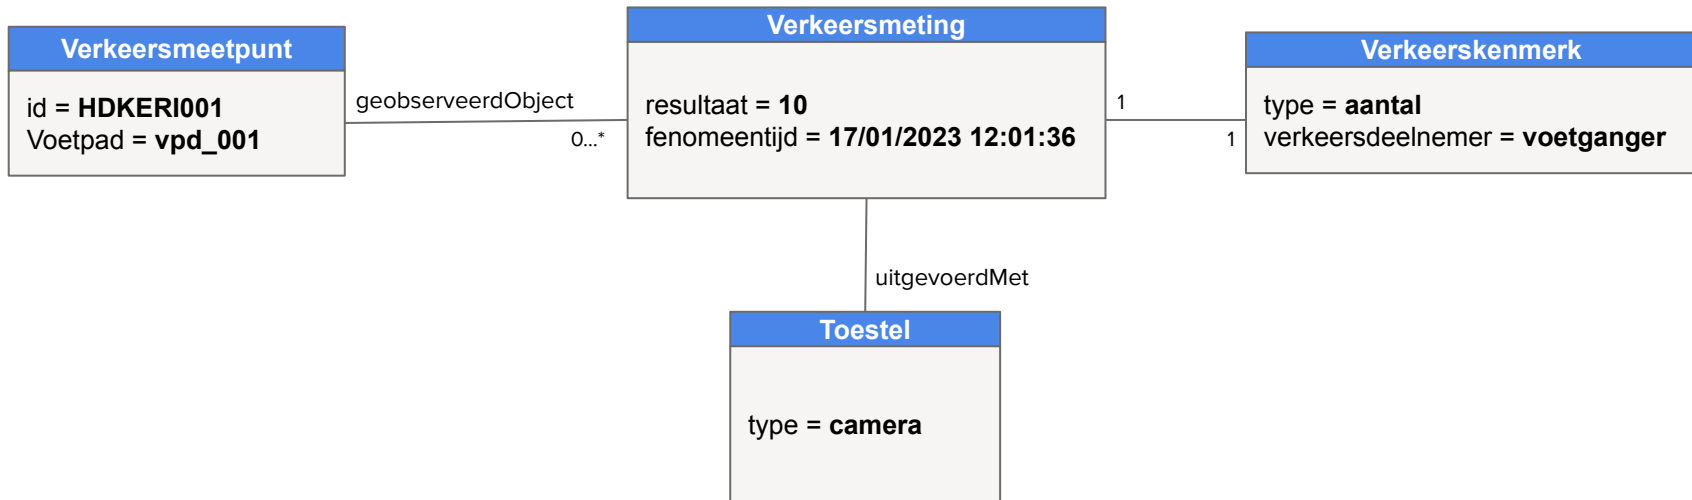 Verkeersmeetpunt
id = HDKERI001
Voetpad = vpd_001
geobserveerdObject
0...*
Verkeersmeting
resultaat = 10
fenomeentijd = 17/01/2023 12:01:36
1
1
Verkeerskenmerk
type = aantal
verkeersdeelnemer = voetganger
uitgevoerdMet
Toestel
type = camera